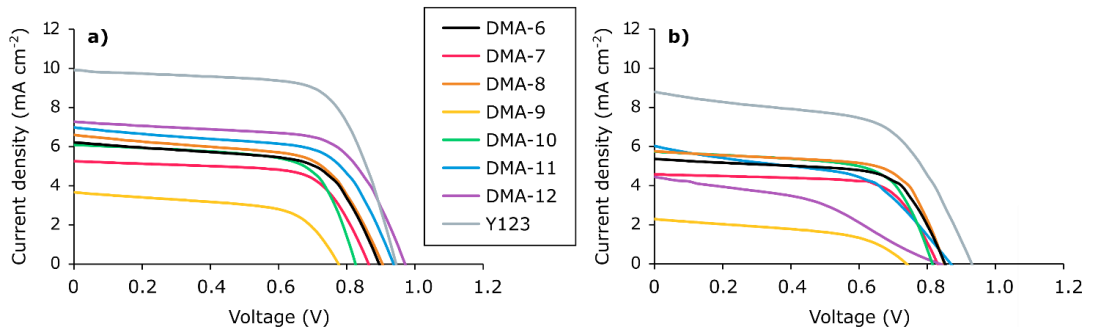 a)
Current density (mA cm⁻²)
12
10
8
6
4
2
0
0
0.2
0.4
0.6
0.8
1.0
1.2
Voltage (V)
DMA-6
DMA-7
DMA-8
DMA-9
DMA-10
DMA-11
DMA-12
Y123
b)
Current density (mA cm⁻²)
12
10
8
6
4
2
0
0
0.2
0.4
0.6
0.8
1.0
1.2
Voltage (V)